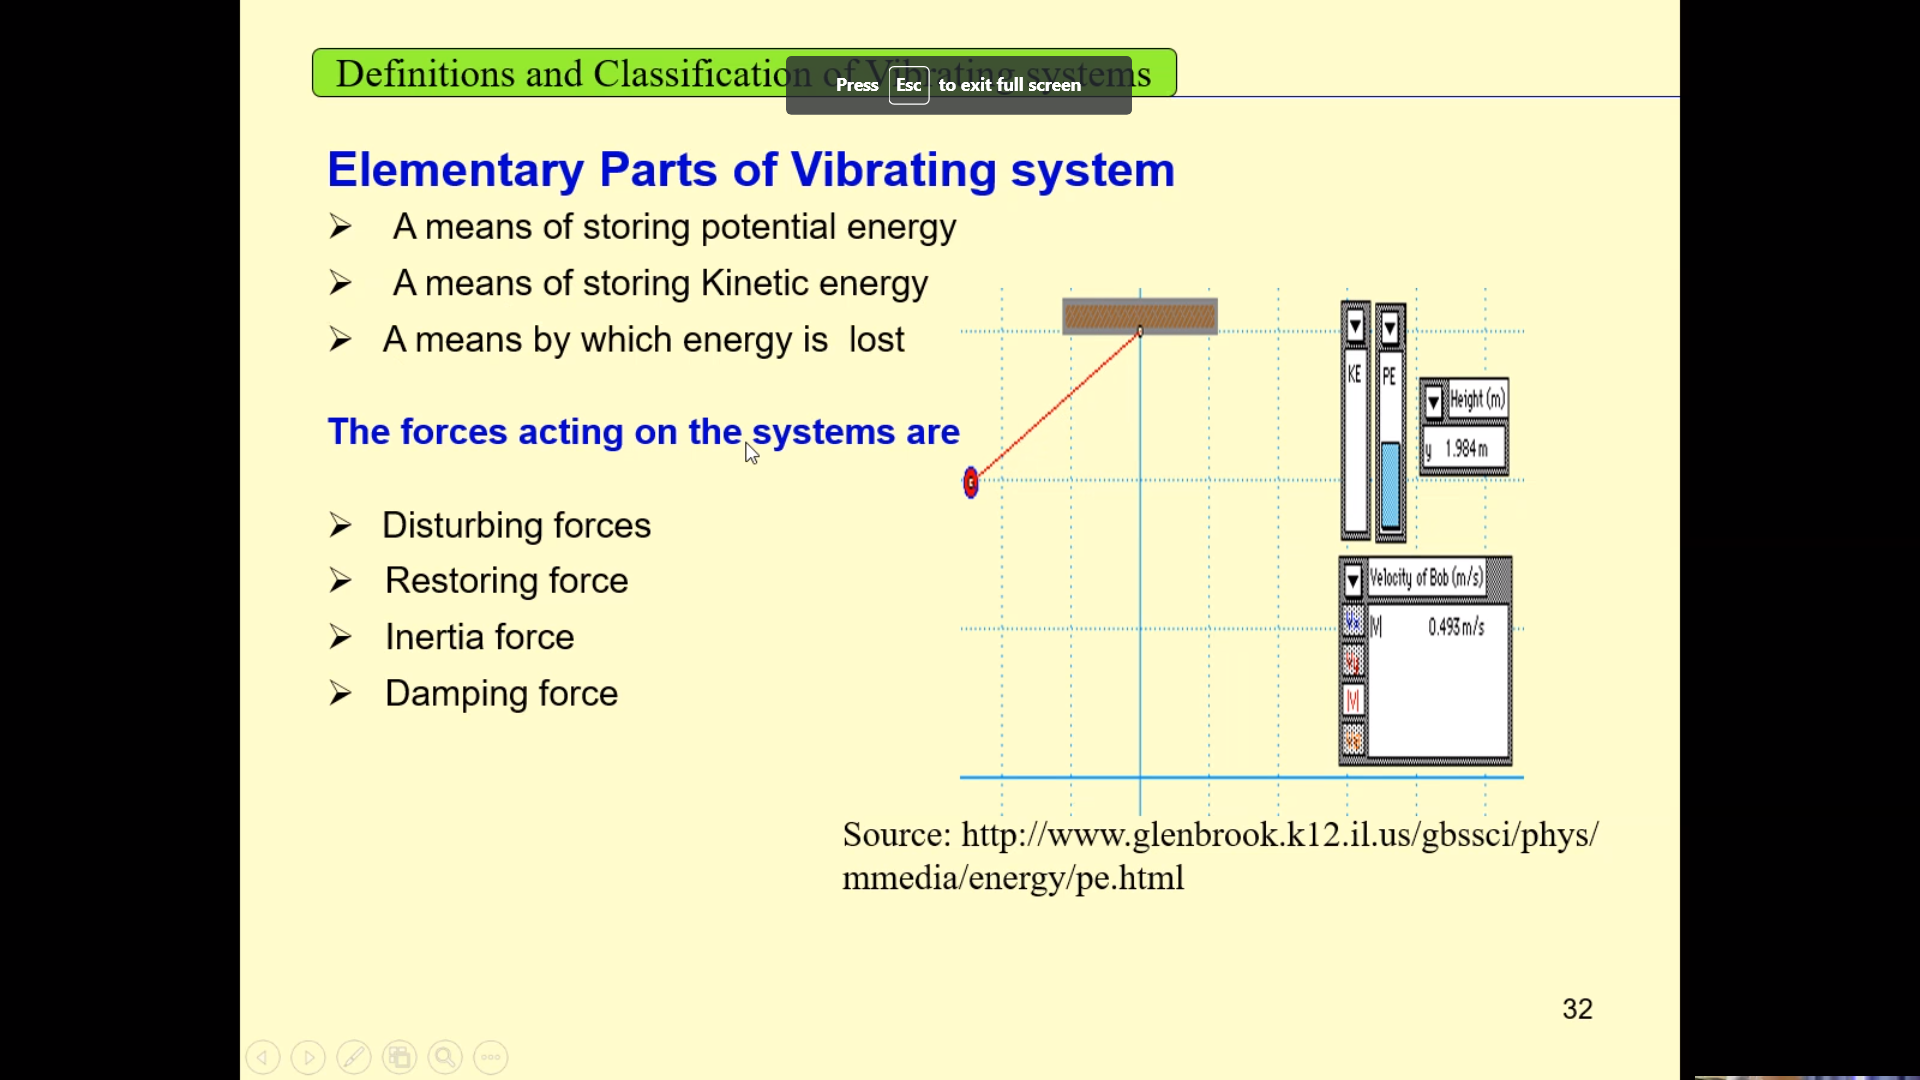 Definitions and Classification of Vibrating systems
Press Esc to exit full screen
Elementary Parts of Vibrating system
A means of storing potential energy
A means of storing Kinetic energy
A means by which energy is lost
The forces acting on the systems are
Disturbing forces
Restoring force
Inertia force
Damping force
KE
PE
Height (m)
y 1.984 m
Velocity of Bob (m/s)
|V| 0.493 m/s
|V|
Source: http://www.glenbrook.k12.il.us/gbssci/phys/
mmedia/energy/pe.html
32